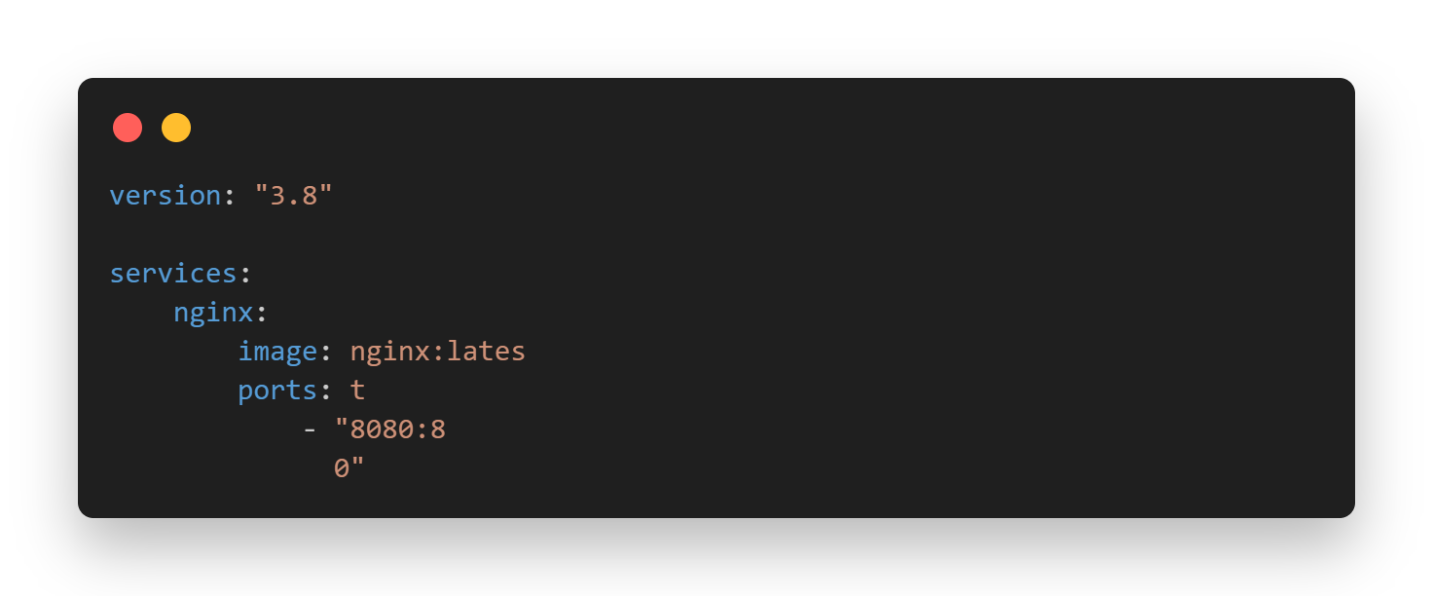 version: "3.8"

services:
    nginx:
        image: nginx:lates
        ports: t
            - "8080:8
              0"